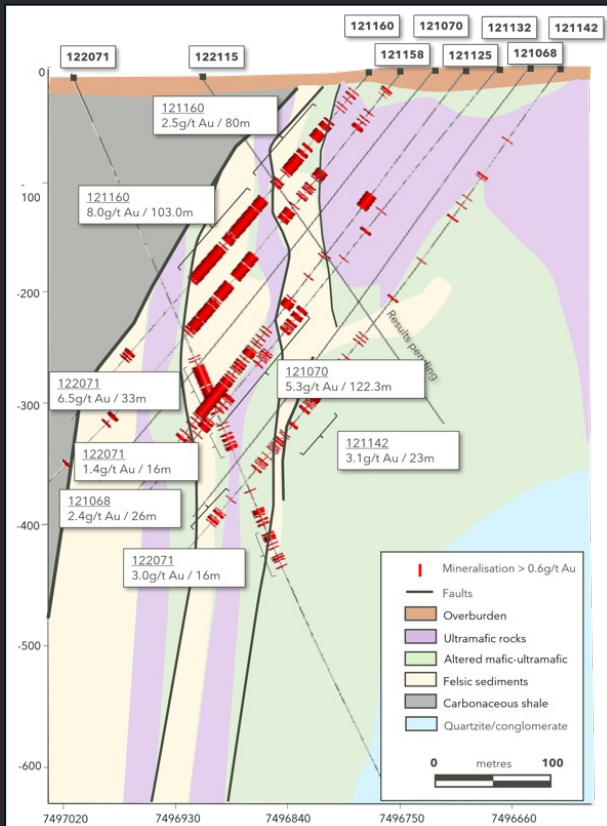 121160
121070
121132
121142
122071
122115
121158
121125
121068
0
-100
-200
-300
-400
-500
-600
121160
2.5g/t Au / 80m
121160
8.0g/t Au / 103.0m
Results pending
122071
6.5g/t Au / 33m
121070
5.3g/t Au / 122.3m
122071
1.4g/t Au / 16m
121142
3.1g/t Au / 23m
121068
2.4g/t Au / 26m
122071
3.0g/t Au / 16m
Mineralisation > 0.6g/t Au
Faults
Overburden
Ultramafic rocks
Altered mafic-ultramafic
Felsic sediments
Carbonaceous shale
Quartzite/conglomerate
metres
0
100
7497020
7496930
7496840
7496750
7496660